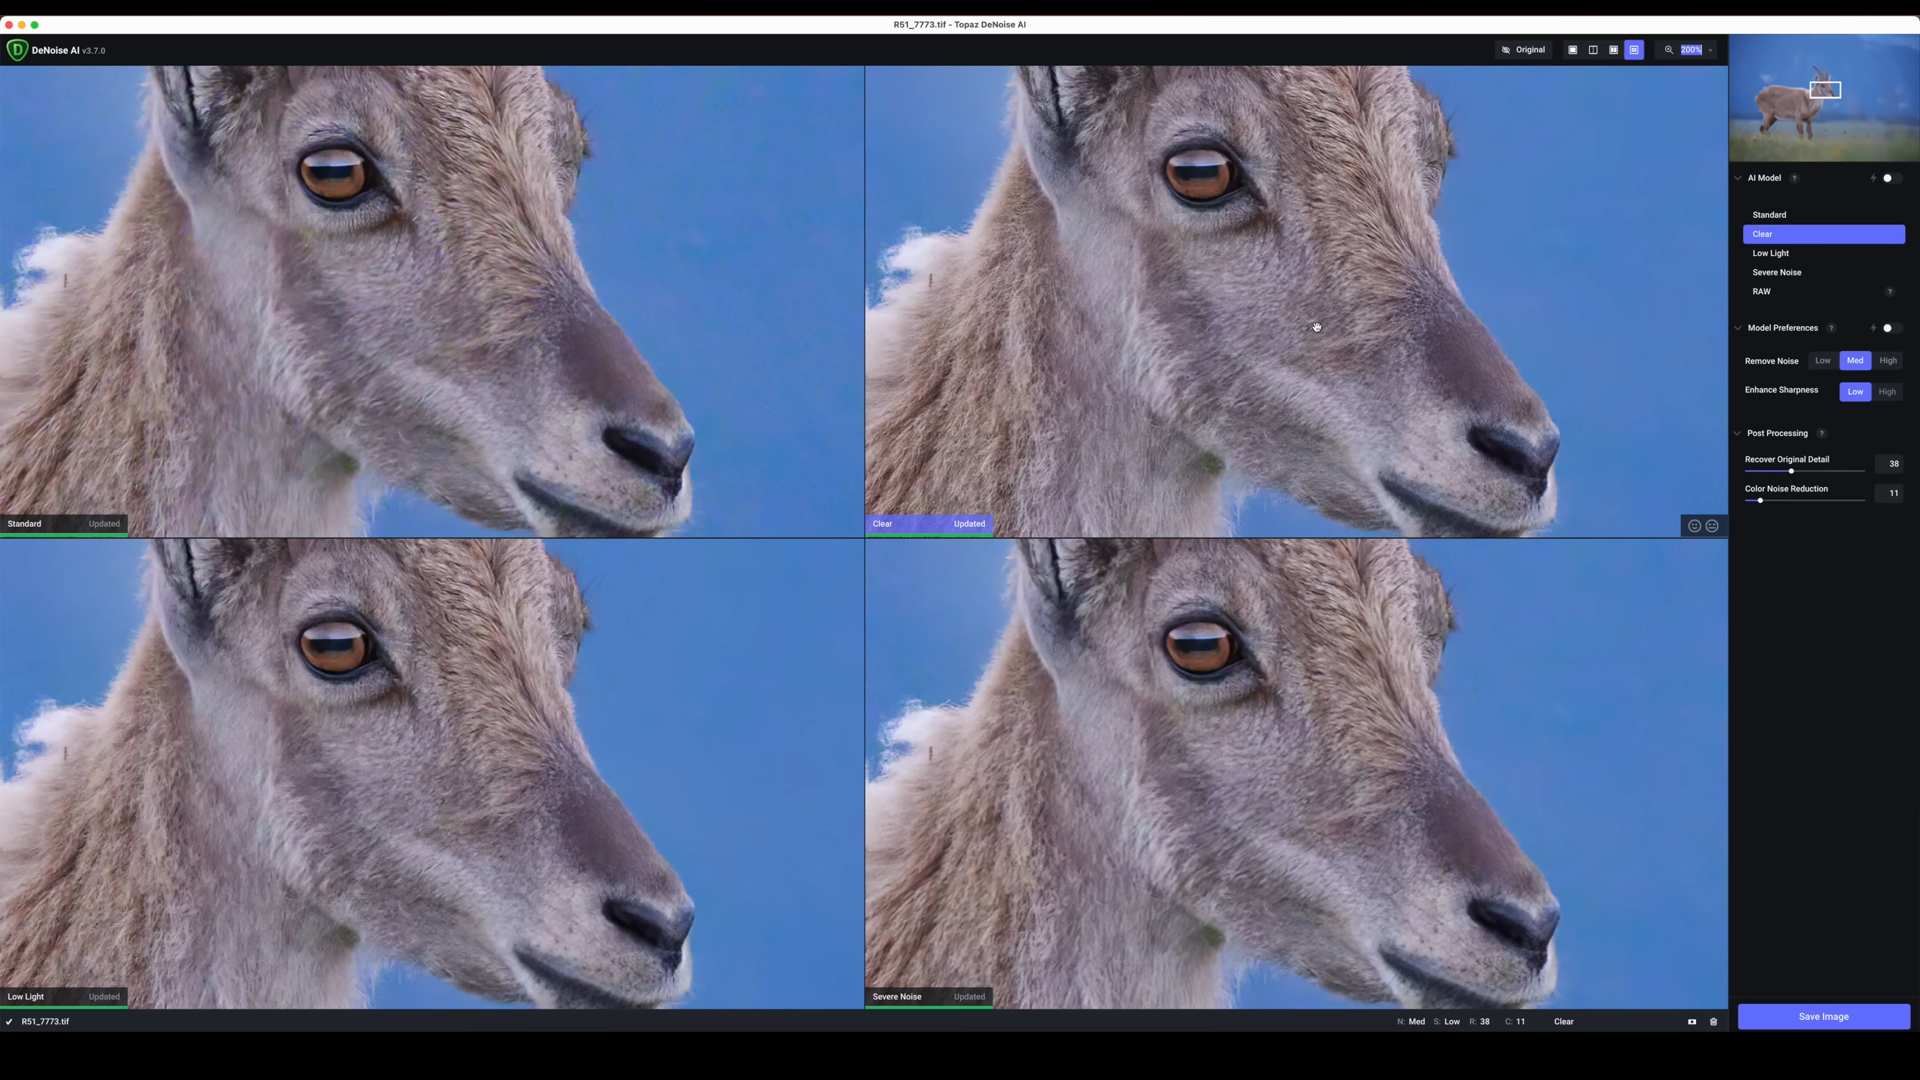 R51_7773.tif - Topaz DeNoise AI
DeNoise AI v3.7.0
Original
200%
AI Model ?
Standard
Clear
Low Light
Severe Noise
RAW ?
Model Preferences ?
Remove Noise Low Med High
Enhance Sharpness Low High
Post Processing ?
Recover Original Detail 38
Color Noise Reduction 11
Standard Updated
Clear Updated
Low Light Updated
Severe Noise Updated
R51_7773.tif
N: Med S: Low R: 38 C: 11 Clear
Save Image